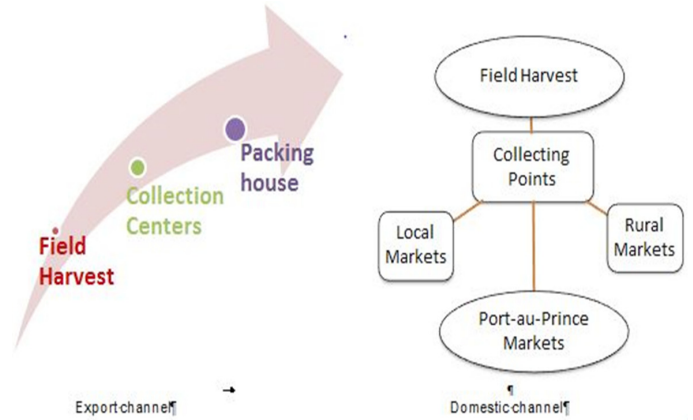 Field
Harvest
Collection
Centers
Packing
house
Export channel¶
Field Harvest
Collecting
Points
Local
Markets
Rural
Markets
Port-au-Prince
Markets
¶
Domestic channel¶